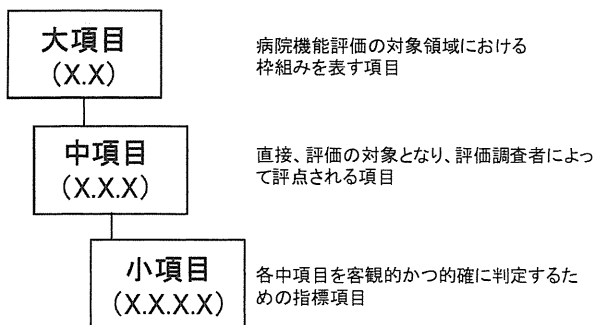 大項目
(X.X)
病院機能評価の対象領域における
枠組みを表す項目
中項目
(X.X.X)
直接、評価の対象となり、評価調査者によっ
て評点される項目
小項目
(X.X.X.X)
各中項目を客観的かつ的確に判定するた
めの指標項目